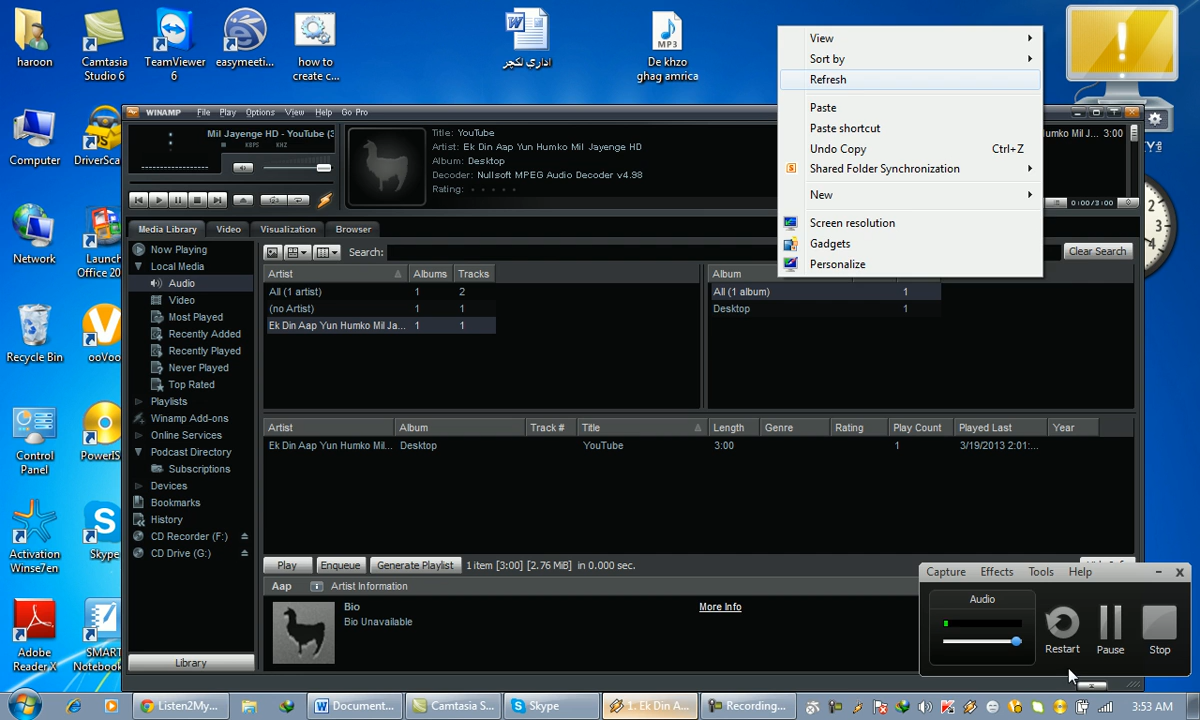 haroon
Camtasia
Studio 6
TeamViewer
6
easymeeti...
how to
create c...
اداري لكچر
MP3
De khzo
ghag amrica
Computer
DriverSca
Network
Launch
Recycle Bin
ooVoo
Control
Panel
PowerIS
Activation
Winse7en
Skype
Adobe
Reader X
SMART
Notebook
WINAMP File Play Options View Help Go Pro
Mil Jayenge HD - YouTube (3
KBPS KHZ
Title: YouTube
Artist: Ek Din Aap Yun Humko Mil Jayenge HD
Album: Desktop
Decoder: Nullsoft MPEG Audio Decoder v4.98
Rating:
umko Mil J... 3:00
0:00/3:00
View
Sort by
Refresh
Paste
Paste shortcut
Undo Copy Ctrl+Z
Shared Folder Synchronization
New
Screen resolution
Gadgets
Personalize
2
3
4
Media Library Video Visualization Browser
Search:
Clear Search
Now Playing
Local Media
Audio
Video
Most Played
Recently Added
Recently Played
Never Played
Top Rated
Playlists
Winamp Add-ons
Online Services
Podcast Directory
Subscriptions
Devices
Bookmarks
History
CD Recorder (F:)
CD Drive (G:)
Library
Artist Albums Tracks
All (1 artist) 1 2
(no Artist) 1 1
Ek Din Aap Yun Humko Mil Ja... 1 1
Album
All (1 album) 1
Desktop 1
Artist Album Track # Title Length Genre Rating Play Count Played Last Year
Ek Din Aap Yun Humko Mil... Desktop YouTube 3:00 1 3/19/2013 2:01:...
Play Enqueue Generate Playlist 1 item [3:00] [2.76 MiB] in 0.000 sec.
Aap Artist Information
Bio
Bio Unavailable
More Info
Capture Effects Tools Help
Audio
Restart
Pause
Stop
Listen2My...
Document...
Camtasia S...
Skype
1. Ek Din A...
Recording...
3:53 AM